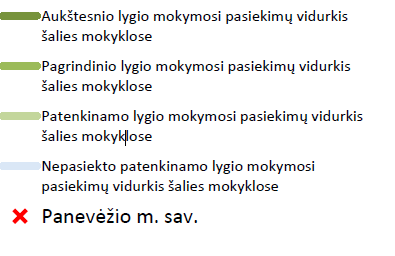 Aukštesnio lygio mokymosi pasiekimų vidurkis
šalies mokyklose
Pagrindinio lygio mokymosi pasiekimų vidurkis
šalies mokyklose
Patenkinamo lygio mokymosi pasiekimų vidurkis
šalies mokyklose
Nepasiekto patenkinamo lygio mokymosi
pasiekimų vidurkis šalies mokyklose
Panevėžio m. sav.